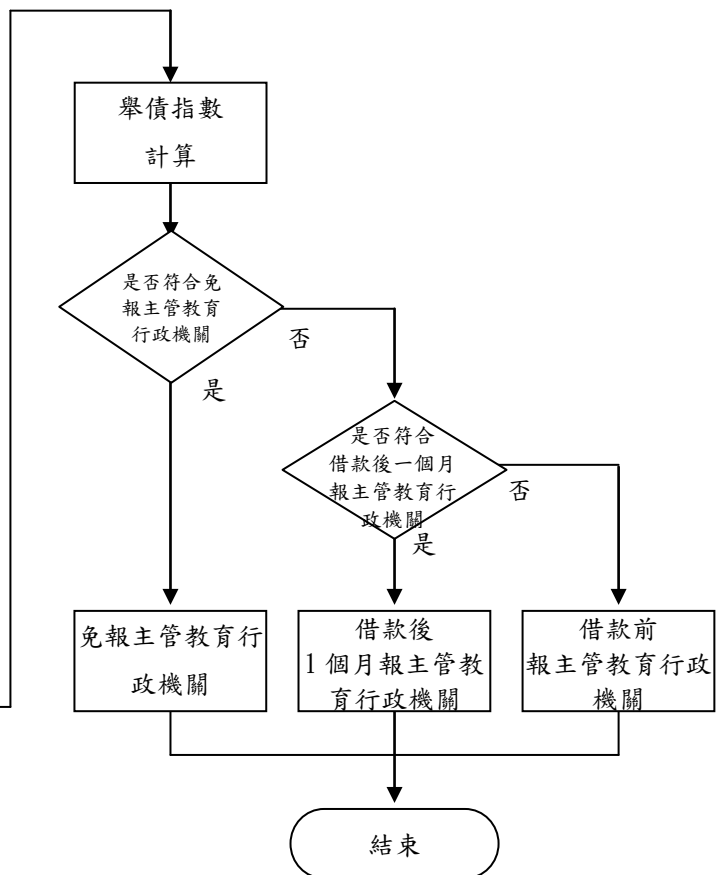 舉債指數
計算
是否符合免
報主管教育
行政機關
否
是
是否符合
借款後一個月
報主管教育行
政機關
否
是
免報主管教育行
政機關
借款後
1 個月報主管教
育行政機關
借款前
報主管教育行政
機關
結束